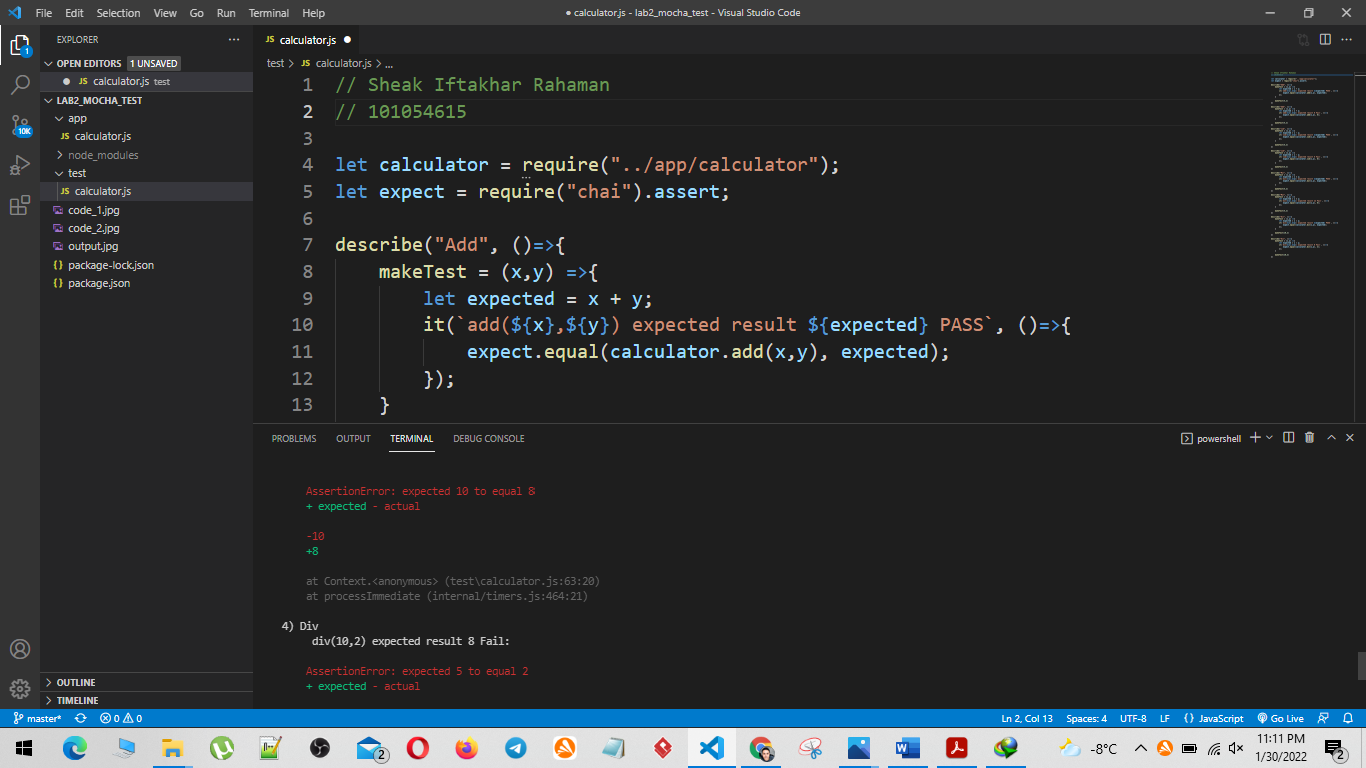 File Edit Selection View Go Run Terminal Help
● calculator.js - lab2_mocha_test - Visual Studio Code
EXPLORER
OPEN EDITORS 1 UNSAVED
JS calculator.js test
LAB2_MOCHA_TEST
app
JS calculator.js
node_modules
test
JS calculator.js
code_1.jpg
code_2.jpg
output.jpg
{} package-lock.json
{} package.json
OUTLINE
TIMELINE
1
10K
JS calculator.js ●
test > JS calculator.js > ...
1 // Sheak Iftakhar Rahaman
2 // 101054615
3
4 let calculator = require("../app/calculator");
5 let expect = require("chai").assert;
6
7 describe("Add", ()=>{
8 makeTest = (x,y) =>{
9 let expected = x + y;
10 it(`add(${x},${y}) expected result ${expected} PASS`, ()=>{
11 expect.equal(calculator.add(x,y), expected);
12 });
13 }
PROBLEMS OUTPUT TERMINAL DEBUG CONSOLE
powershell
AssertionError: expected 10 to equal 8
+ expected - actual
-10
+8
at Context.<anonymous> (test\calculator.js:63:20)
at processImmediate (internal/timers.js:464:21)
4) Div
div(10,2) expected result 8 Fail:
AssertionError: expected 5 to equal 2
+ expected - actual
master* 0 0
Ln 2, Col 13 Spaces: 4 UTF-8 LF {} JavaScript Go Live
2
-8°C
11:11 PM
1/30/2022
2